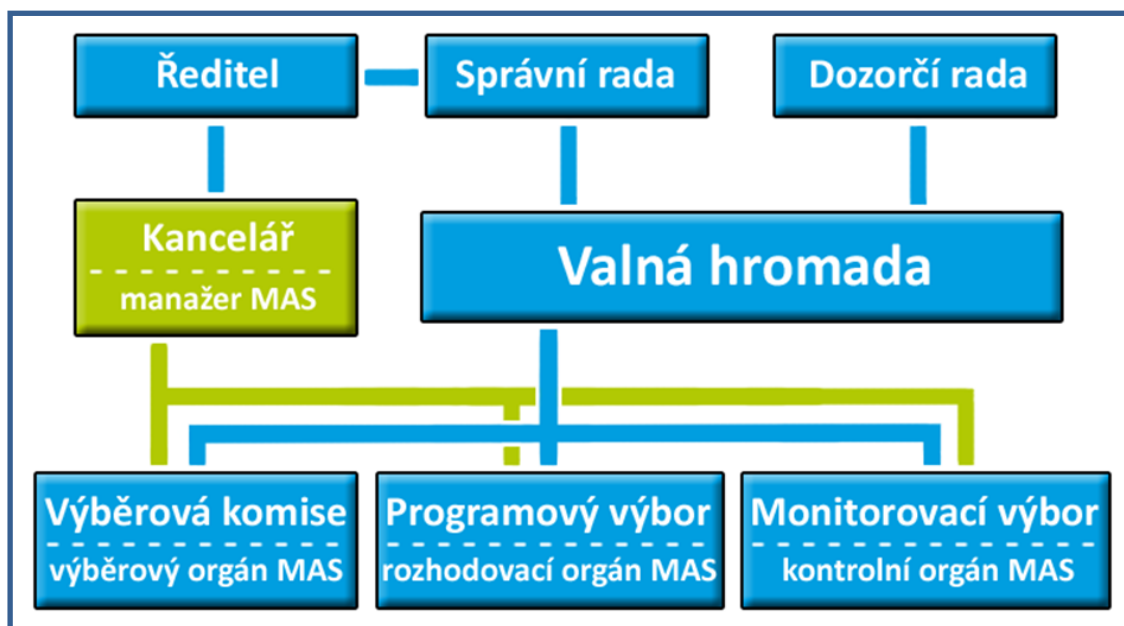 Ředitel
Správní rada
Dozorčí rada
Kancelář
manažer MAS
Valná hromada
Výběrová komise
výběrový orgán MAS
Programový výbor
rozhodovací orgán MAS
Monitorovací výbor
kontrolní orgán MAS